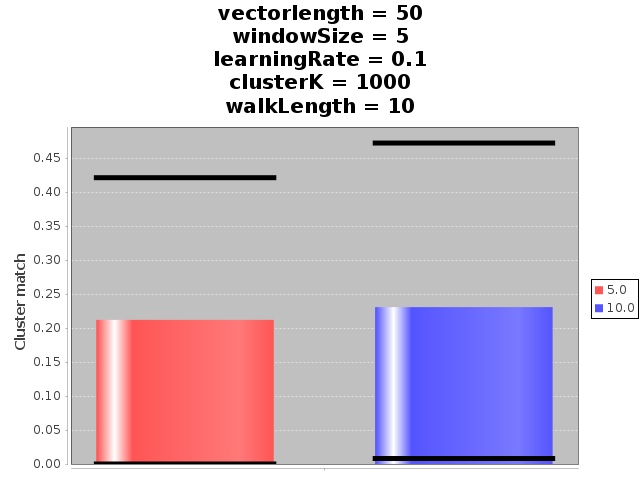 vectorlength = 50
windowSize = 5
learningRate = 0.1
clusterK = 1000
walkLength = 10
Cluster match
0.45
0.40
0.35
0.30
0.25
0.20
0.15
0.10
0.05
0.00
5.0
10.0